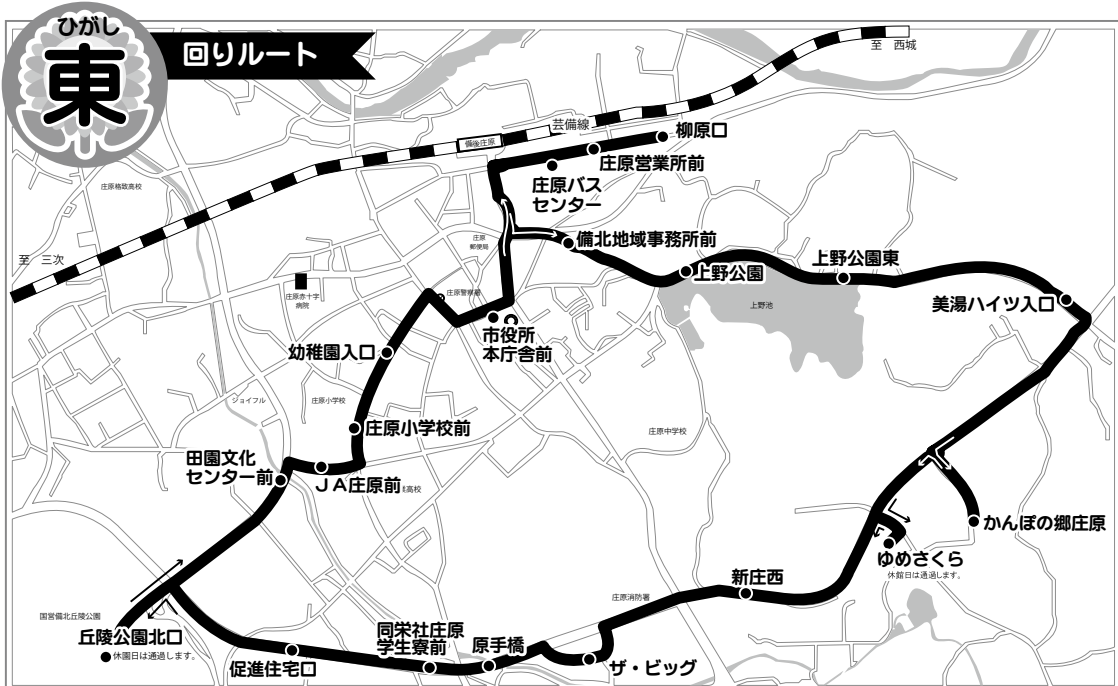 ひがし
東
回りルート
至 西城
芸備線
備後庄原
柳原口
庄原営業所前
庄原バス
センター
庄原格致高校
庄原
郵便局
備北地域事務所前
至 三次
上野公園東
上野公園
庄原赤十字
病院
庄原警察署
上野池
美湯ハイツ入口
市役所
本庁舎前
幼稚園入口
ジョイフル
庄原小学校
庄原小学校前
庄原中学校
田園文化
センター前
JA庄原前
高校
かんぽの郷庄原
ゆめさくら
休館日は通過します。
新庄西
庄原消防署
国営備北丘陵公園
丘陵公園北口
休園日は通過します。
同栄社庄原
学生寮前
原手橋
促進住宅口
ザ・ビッグ